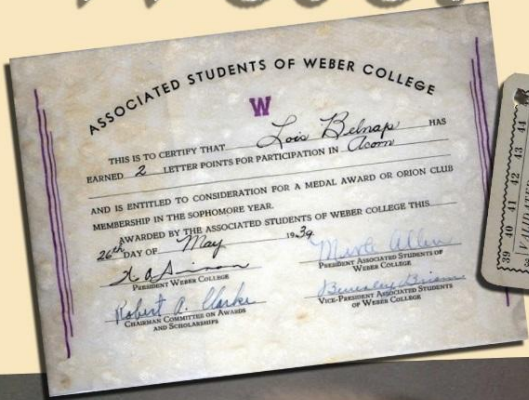 ASSOCIATED STUDENTS OF WEBER COLLEGE
W
THIS IS TO CERTIFY THAT Lois Belnap HAS
EARNED 2 LETTER POINTS FOR PARTICIPATION IN Acorn
AND IS ENTITLED TO CONSIDERATION FOR A MEDAL AWARD OR ORION CLUB
MEMBERSHIP IN THE SOPHOMORE YEAR.
AWARDED BY THE ASSOCIATED STUDENTS OF WEBER COLLEGE THIS
26th DAY OF May 1939
PRESIDENT WEBER COLLEGE
PRESIDENT ASSOCIATED STUDENTS OF
WEBER COLLEGE
Robert A. Clarke
CHAIRMAN COMMITTEE ON AWARDS
AND SCHOLARSHIPS
VICE-PRESIDENT ASSOCIATED STUDENTS
OF WEBER COLLEGE
39 40 41 42 43 44